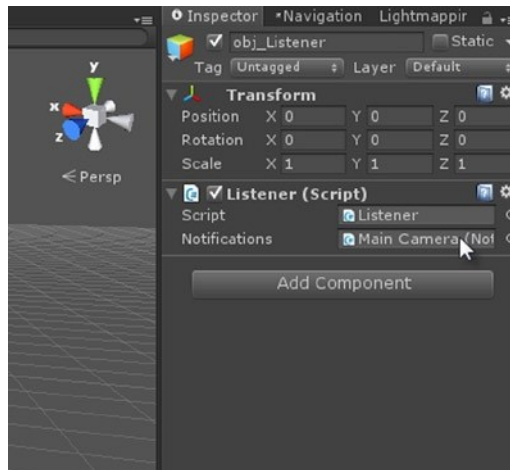 Inspector Navigation Lightmappir
obj_Listener Static
Tag Untagged Layer Default
Transform
Position X 0 Y 0 Z 0
Rotation X 0 Y 0 Z 0
Scale X 1 Y 1 Z 1
Listener (Script)
Script Listener
Notifications Main Camera (Not
Add Component
y
x
z
Persp